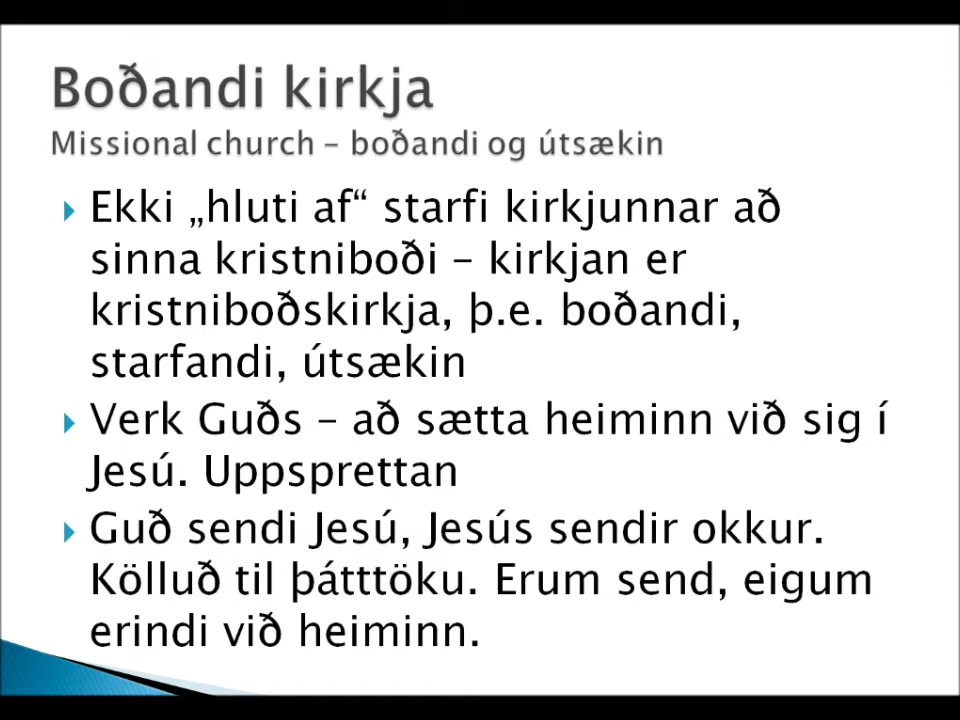 Boðandi kirkja
Missional church – boðandi og útsækin
Ekki „hluti af“ starfi kirkjunnar að
sinna kristniboði – kirkjan er
kristniboðskirkja, þ.e. boðandi,
starfandi, útsækin
Verk Guðs – að sætta heiminn við sig í
Jesú. Uppsprettan
Guð sendi Jesú, Jesús sendir okkur.
Kölluð til þátttöku. Erum send, eigum
erindi við heiminn.